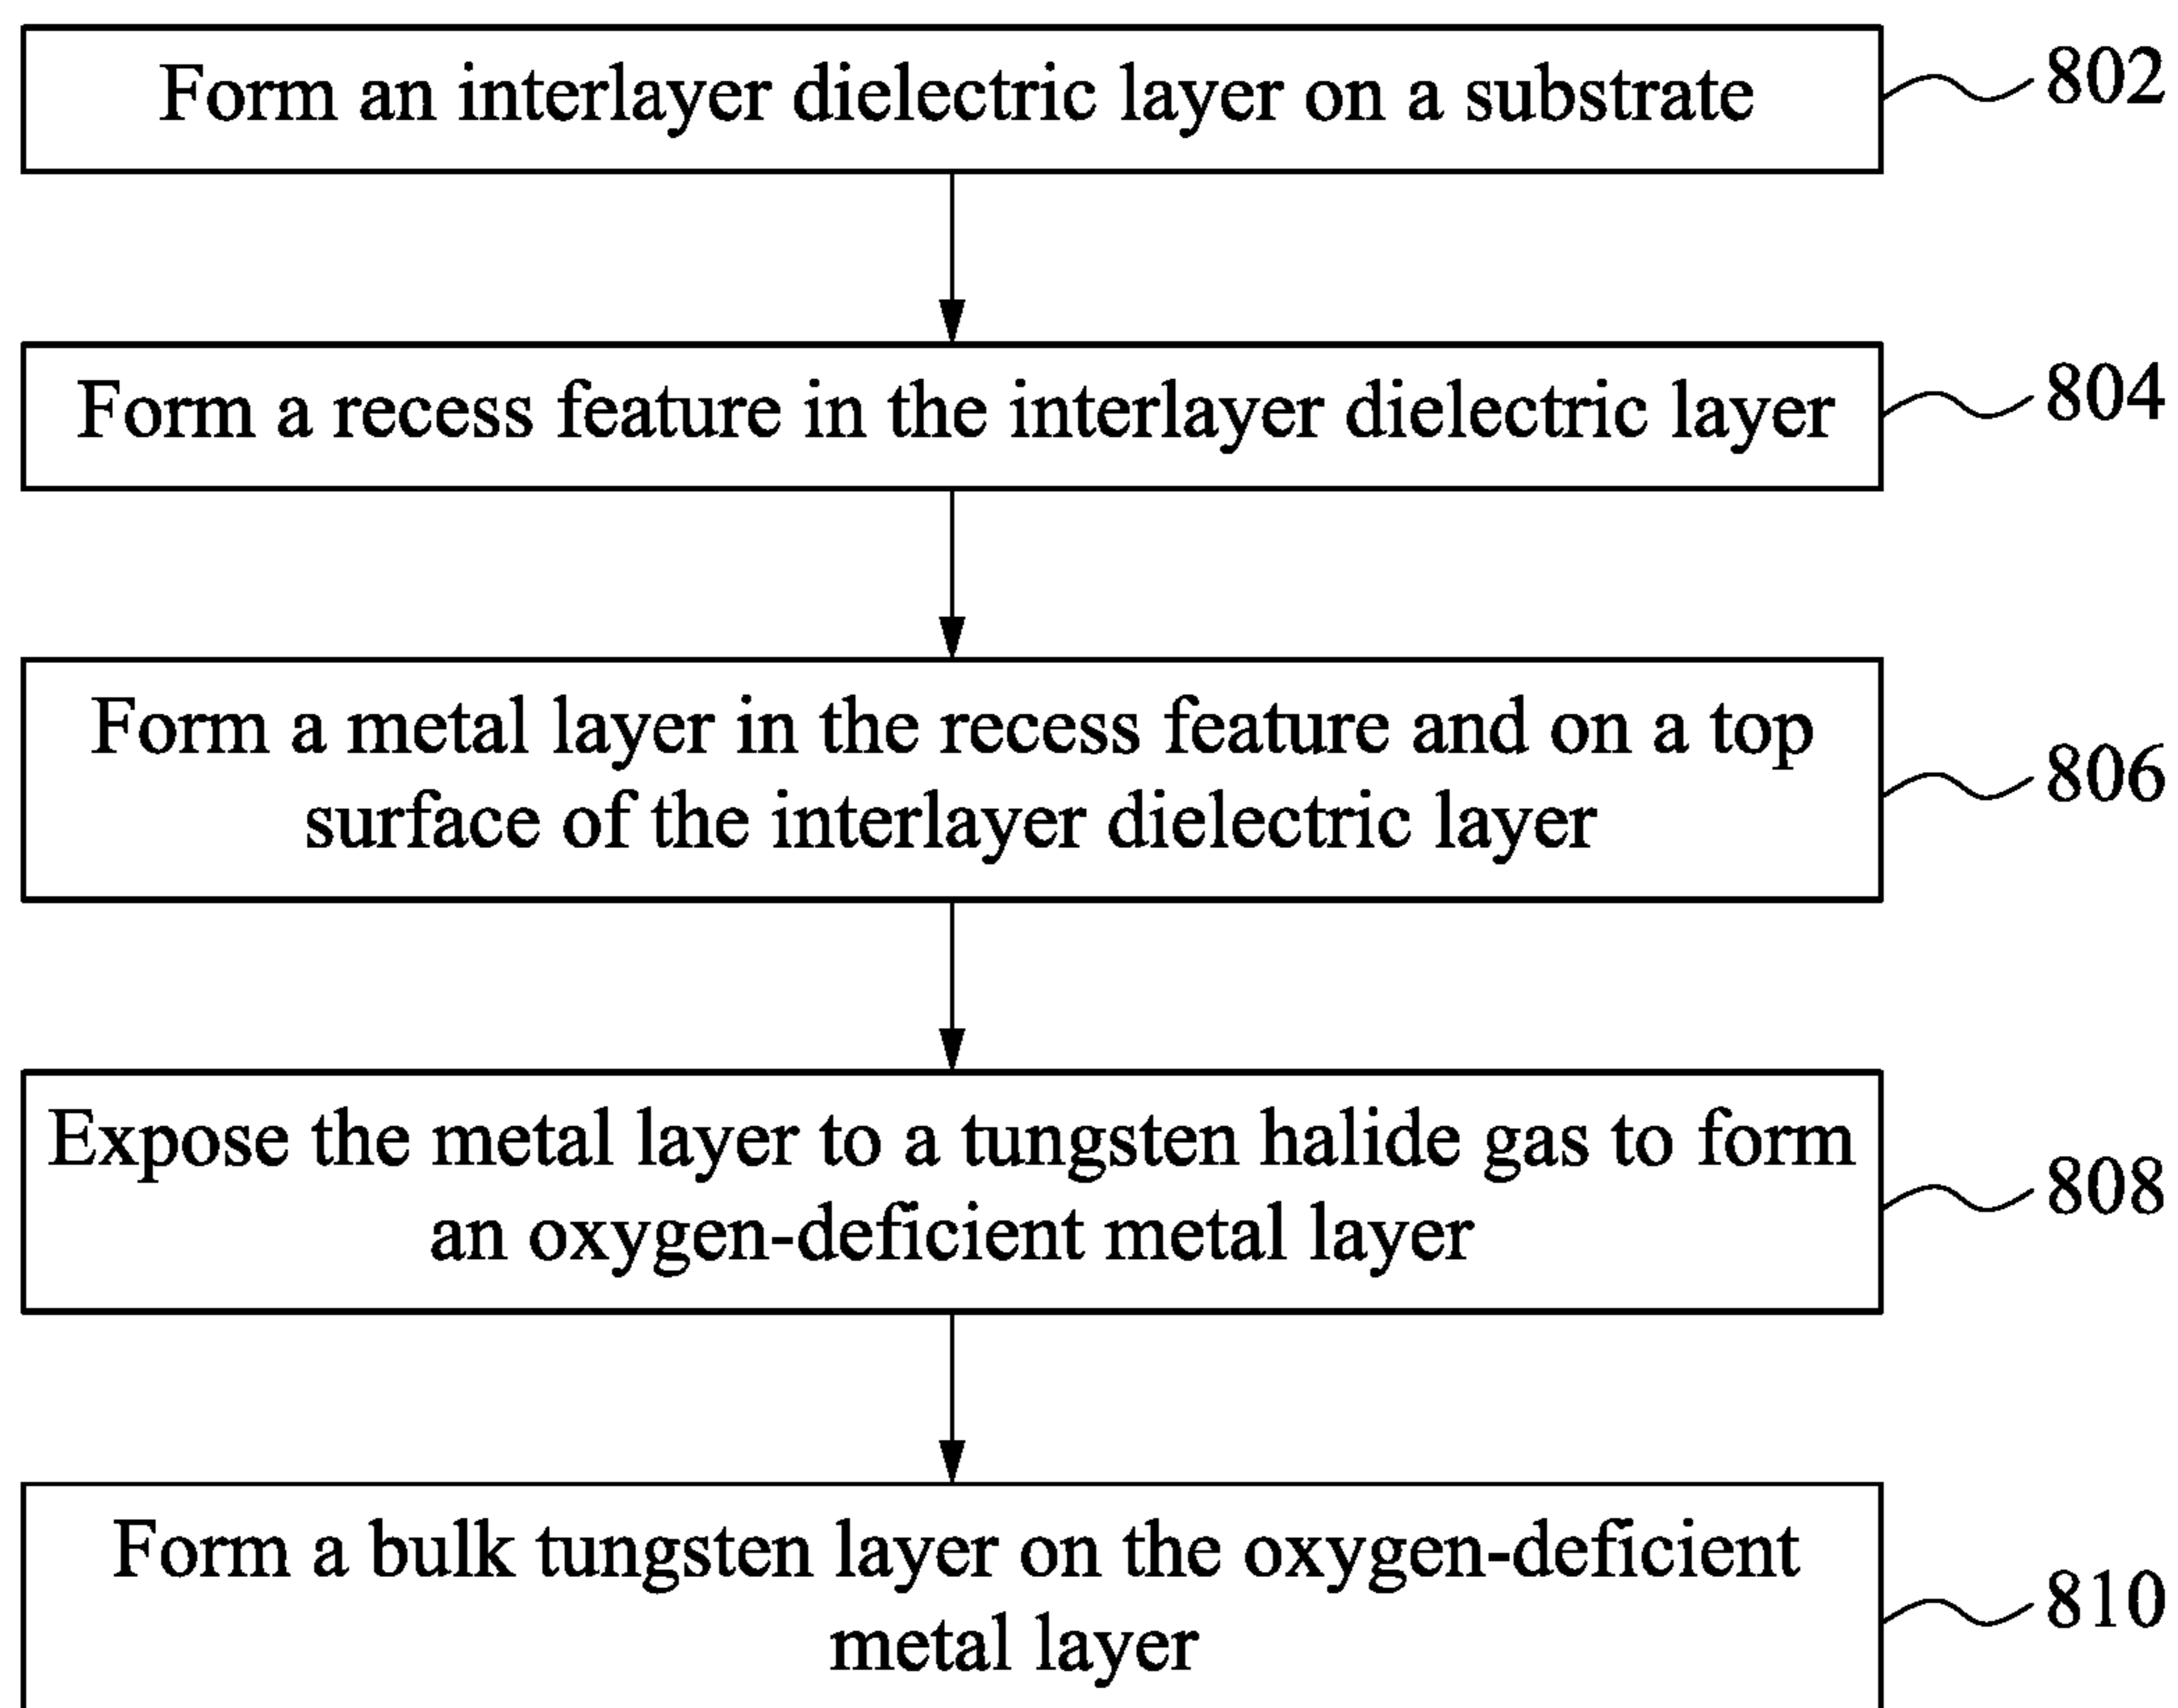 Form an interlayer dielectric layer on a substrate
802
Form a recess feature in the interlayer dielectric layer
804
Form a metal layer in the recess feature and on a top
surface of the interlayer dielectric layer
806
Expose the metal layer to a tungsten halide gas to form
an oxygen-deficient metal layer
808
Form a bulk tungsten layer on the oxygen-deficient
metal layer
810